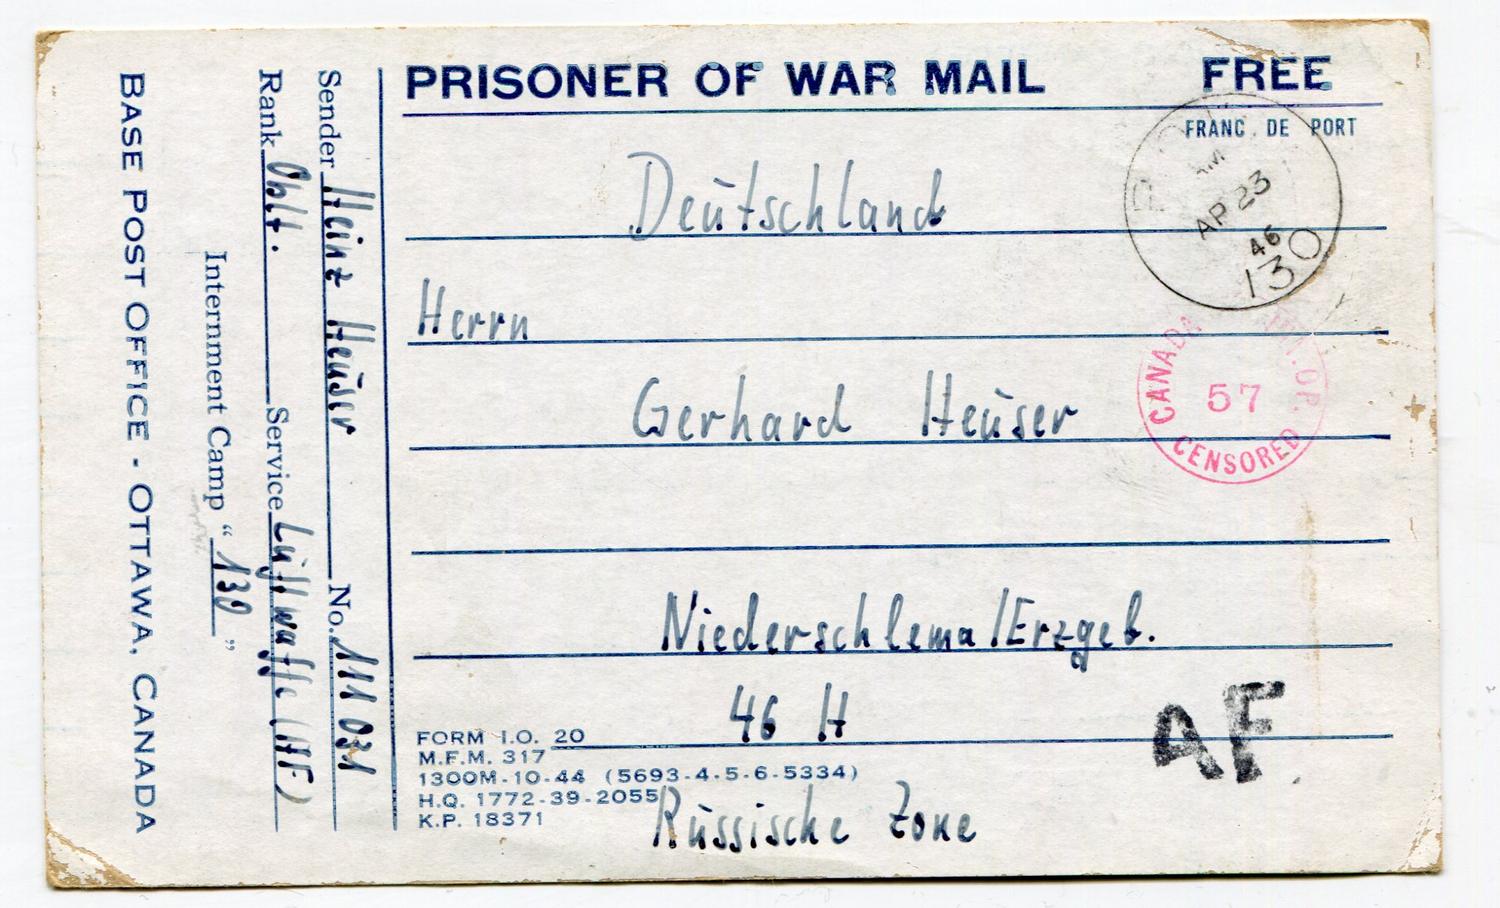 PRISONER OF WAR MAIL FREE
FRANC DE PORT
AM
AP 23
46
130
Deutschland
Herrn
Gerhard Heuser
CANADA
57
CENSORED
Niederschlema/Erzgeb.
46 H
Russische Zone
AF
FORM I.O. 20
M.F.M. 317
1300M-10-44 (5693-4-5-6-5334)
H.Q. 1772-39-2055
K.P. 18371
Sender Heinz Heuser No. 111 031
Rank Oblt. Service Luftwaffe (AF)
Internment Camp “130”
BASE POST OFFICE - OTTAWA, CANADA